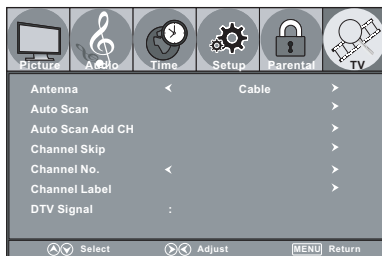 Picture Audio Time Setup Parental TV
Antenna Cable
Auto Scan
Auto Scan Add CH
Channel Skip
Channel No.
Channel Label
DTV Signal :
Select Adjust MENU Return